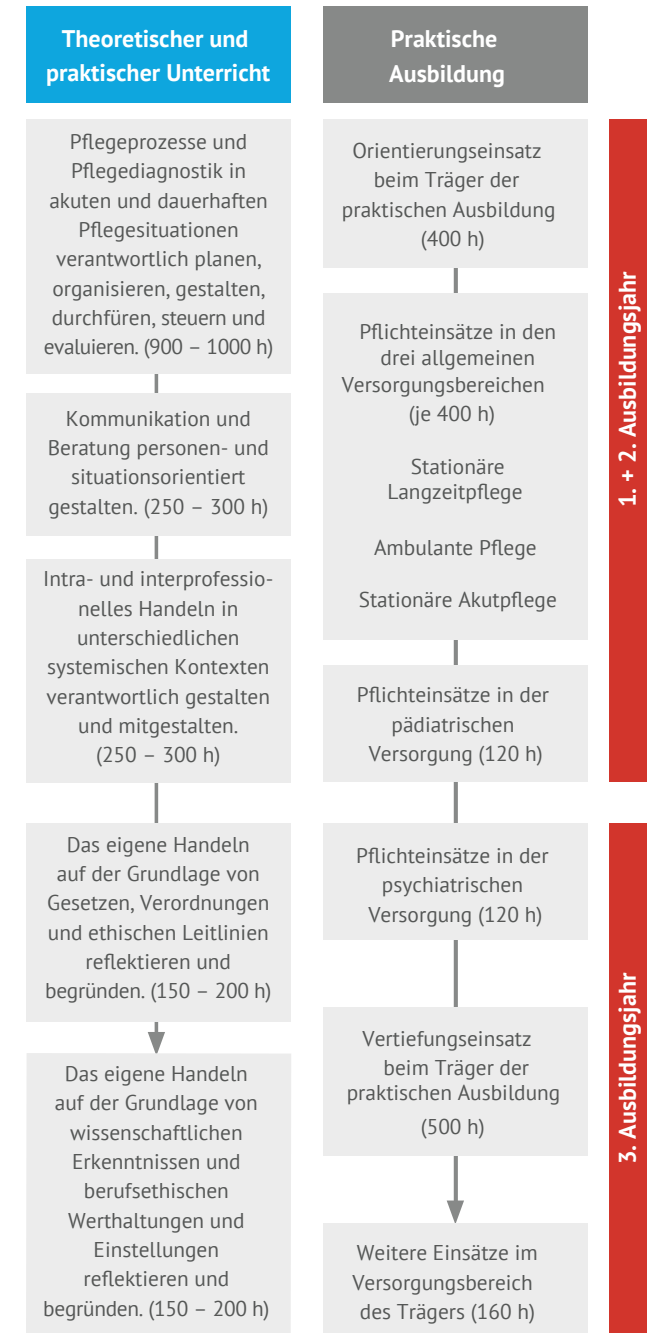 Theoretischer und
praktischer Unterricht
Pflegeprozesse und
Pflegediagnostik in
akuten und dauerhaften
Pflegesituationen
verantwortlich planen,
organisieren, gestalten,
durchfüren, steuern und
evaluieren. (900 – 1000 h)
Kommunikation und
Beratung personen- und
situationsorientiert
gestalten. (250 – 300 h)
Intra- und interprofessio-
nelles Handeln in
unterschiedlichen
systemischen Kontexten
verantwortlich gestalten
und mitgestalten.
(250 – 300 h)
Das eigene Handeln
auf der Grundlage von
Gesetzen, Verordnungen
und ethischen Leitlinien
reflektieren und
begründen. (150 – 200 h)
Das eigene Handeln
auf der Grundlage von
wissenschaftlichen
Erkenntnissen und
berufsethischen
Werthaltungen und
Einstellungen
reflektieren und
begründen. (150 – 200 h)
Praktische
Ausbildung
Orientierungseinsatz
beim Träger der
praktischen Ausbildung
(400 h)
Pflichteinsätze in den
drei allgemeinen
Versorgungsbereichen
(je 400 h)
Stationäre
Langzeitpflege
Ambulante Pflege
Stationäre Akutpflege
Pflichteinsätze in der
pädiatrischen
Versorgung (120 h)
Pflichteinsätze in der
psychiatrischen
Versorgung (120 h)
Vertiefungseinsatz
beim Träger der
praktischen Ausbildung
(500 h)
Weitere Einsätze im
Versorgungsbereich
des Trägers (160 h)
1. + 2. Ausbildungsjahr
3. Ausbildungsjahr